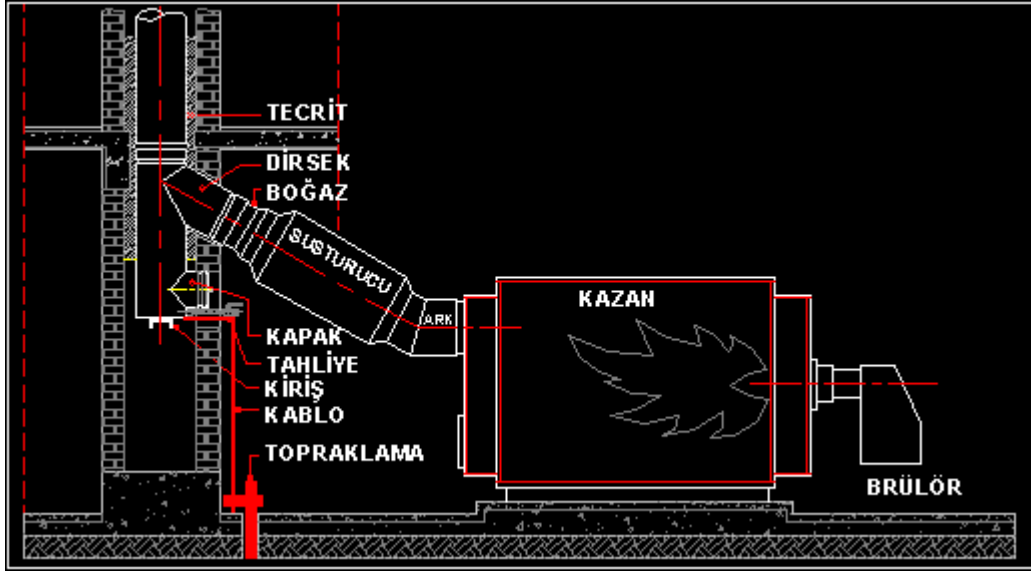 TECRİT
DİRSEK
BOĞAZ
SUSTURUCU
ARK
KAZAN
KAPAK
TAHLİYE
KİRİŞ
KABLO
TOPRAKLAMA
BRÜLÖR